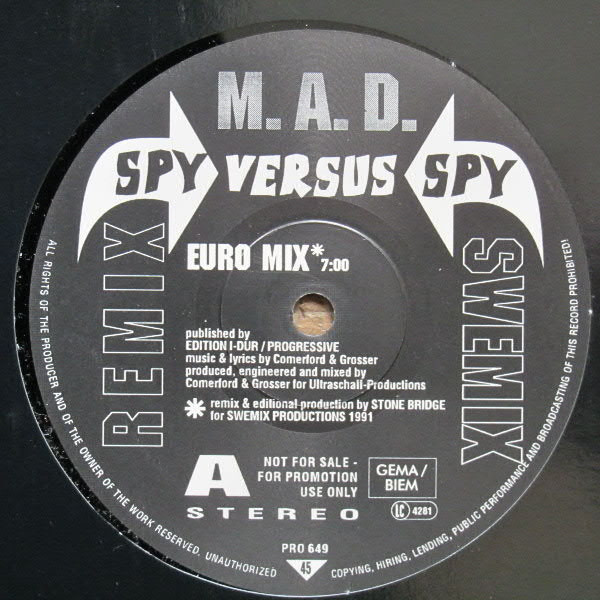 M. A. D.
SPY VERSUS SPY
REMIX
SWEMIX
EURO MIX* 7:00
published by
EDITION I-DUR / PROGRESSIVE
music & lyrics by Comerford & Grosser
produced, engineered and mixed by
Comerford & Grosser for Ultraschall-Productions
* remix & editional production by STONE BRIDGE
for SWEMIX PRODUCTIONS 1991
A
STEREO
NOT FOR SALE -
FOR PROMOTION
USE ONLY
GEMA /
BIEM
LC 4281
PRO 649
45
ALL RIGHTS OF THE PRODUCER AND OF THE OWNER OF THE WORK RESERVED. UNAUTHORIZED COPYING, HIRING, LENDING, PUBLIC PERFORMANCE AND BROADCASTING OF THIS RECORD PROHIBITED!